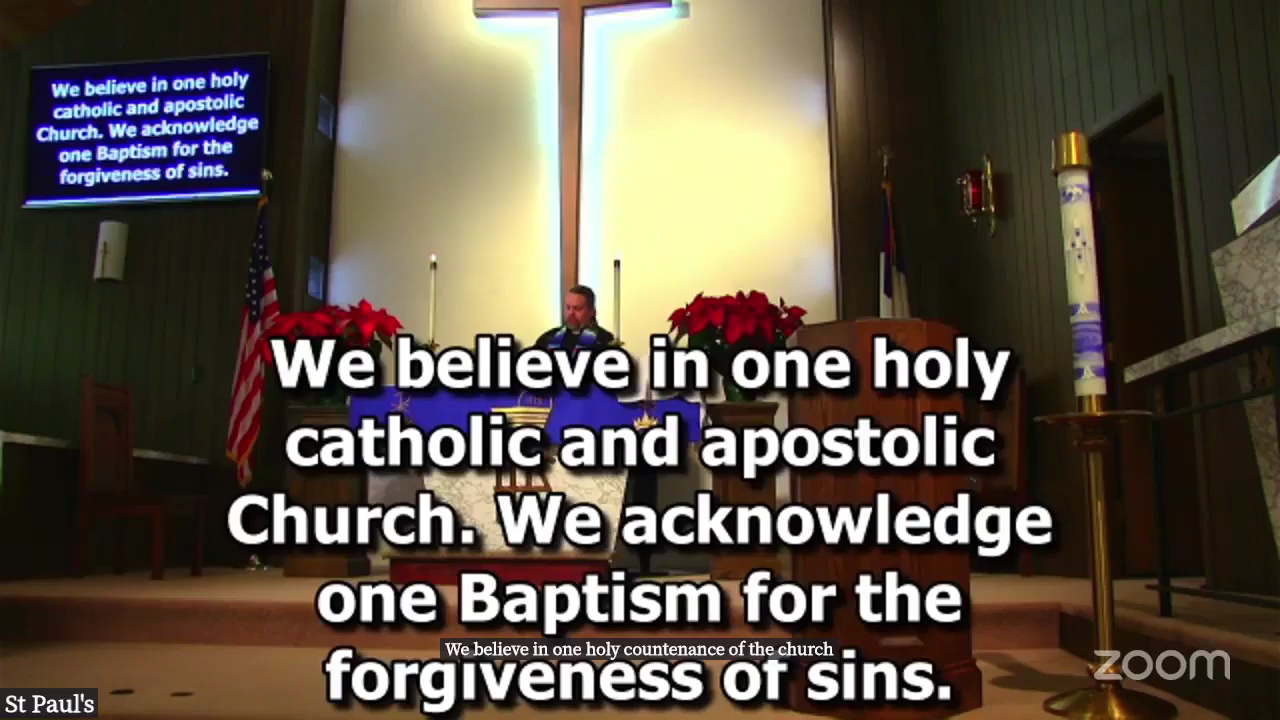 We believe in one holy
catholic and apostolic
Church. We acknowledge
one Baptism for the
forgiveness of sins.
We believe in one holy
catholic and apostolic
Church. We acknowledge
one Baptism for the
We believe in one holy countenance of the church
forgiveness of sins.
zoom
St Paul's